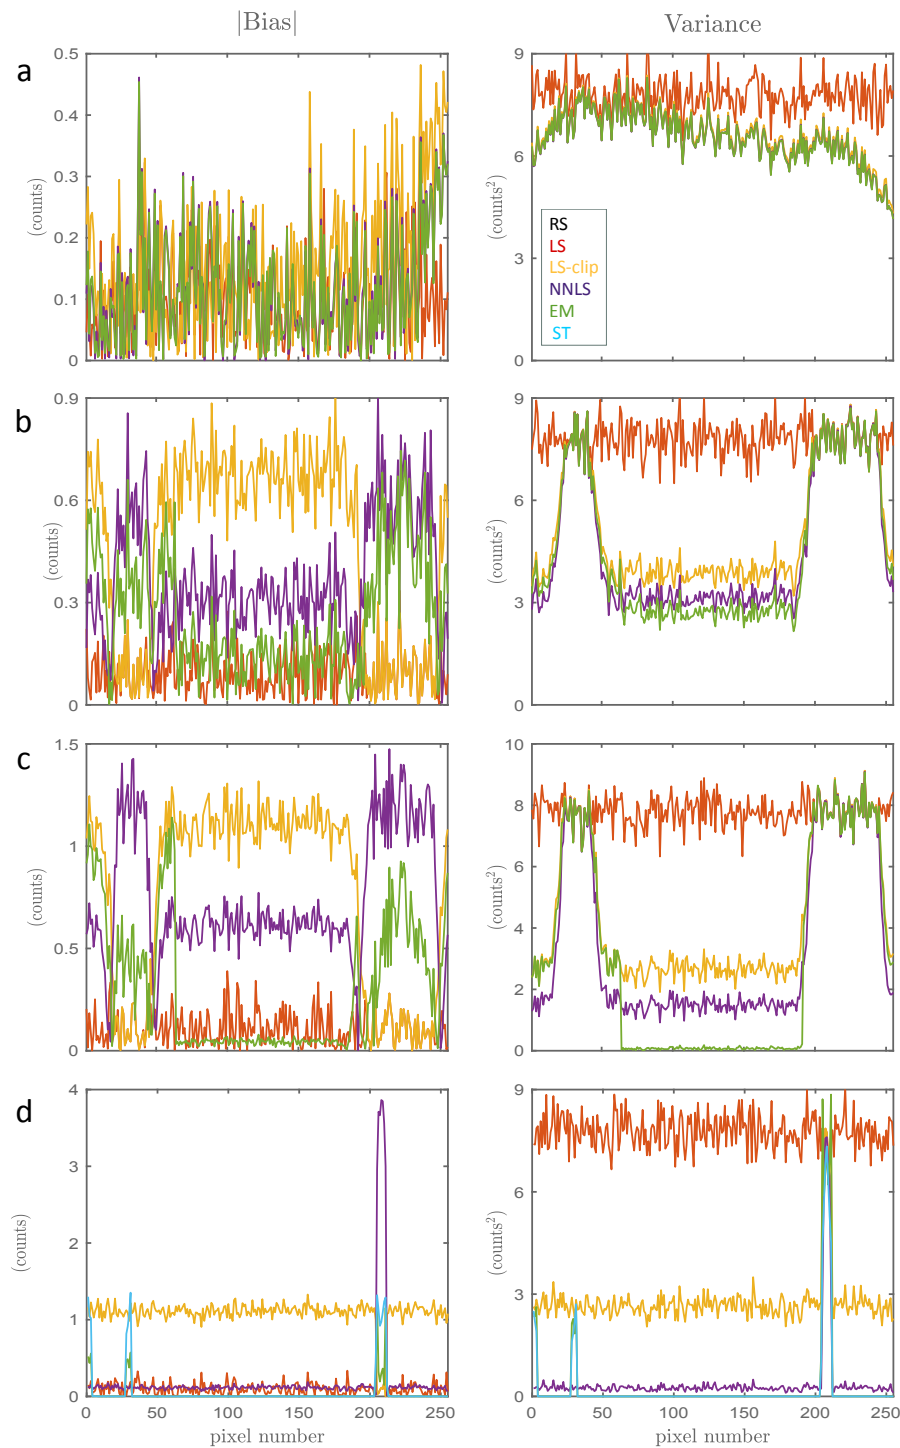 |Bias|
Variance
a
0.5
0.4
0.3
0.2
0.1
0
(counts)
9
6
3
0
(counts²)
RS
LS
LS-clip
NNLS
EM
ST
b
0.9
0.6
0.3
0
(counts)
9
6
3
0
(counts²)
c
1.5
1
0.5
0
(counts)
10
8
6
4
2
0
(counts²)
d
4
3
2
1
0
(counts)
0 50 100 150 200 250
pixel number
9
6
3
0
(counts²)
0 50 100 150 200 250
pixel number